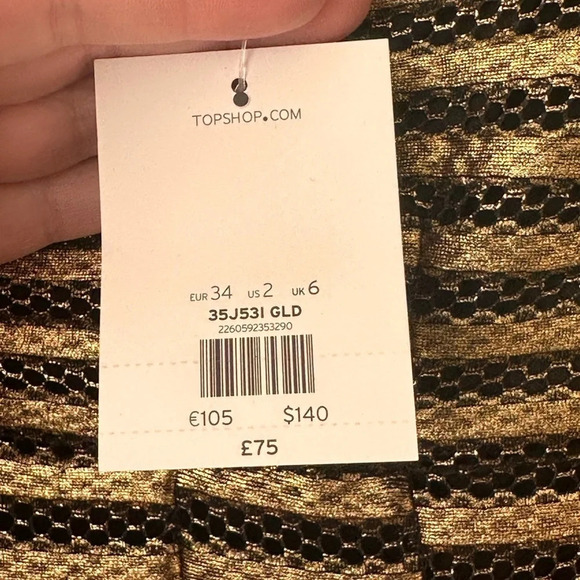 TOPSHOP.COM
EUR 34 US 2 UK 6
35J53I GLD
2260592353290
€105 $140
£75